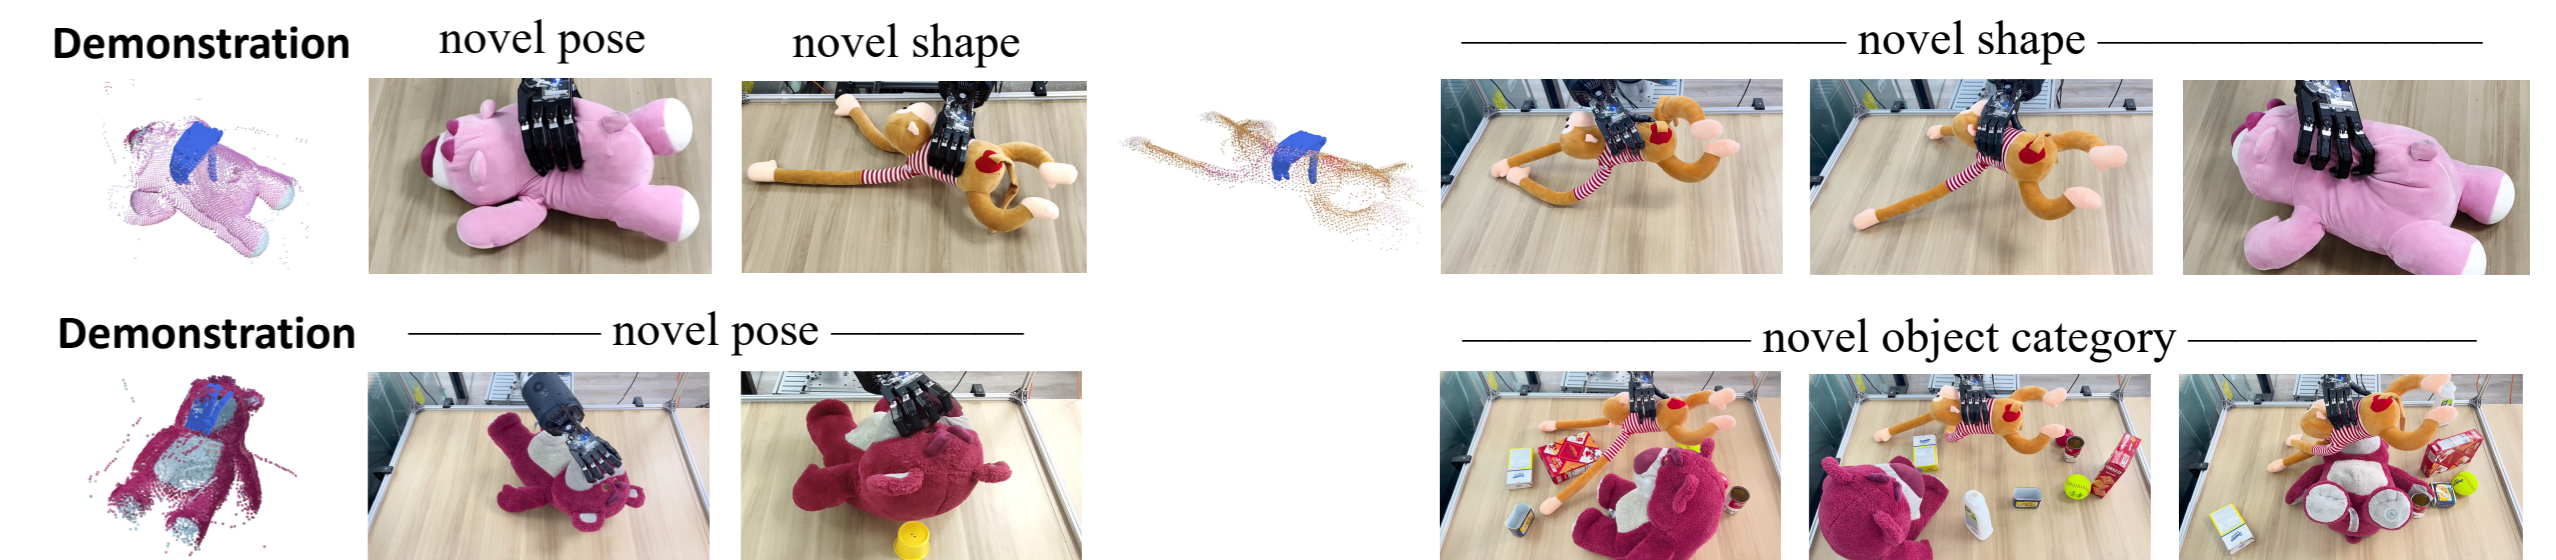 Demonstration
novel pose
novel shape
novel shape
Demonstration
novel pose
novel object category